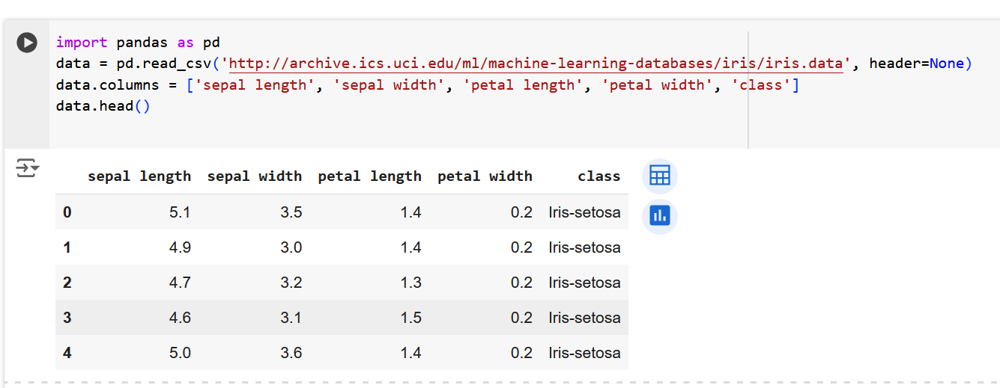 import pandas as pd
data = pd.read_csv('http://archive.ics.uci.edu/ml/machine-learning-databases/iris/iris.data', header=None)
data.columns = ['sepal length', 'sepal width', 'petal length', 'petal width', 'class']
data.head()
sepal length sepal width petal length petal width class
0 5.1 3.5 1.4 0.2 Iris-setosa
1 4.9 3.0 1.4 0.2 Iris-setosa
2 4.7 3.2 1.3 0.2 Iris-setosa
3 4.6 3.1 1.5 0.2 Iris-setosa
4 5.0 3.6 1.4 0.2 Iris-setosa